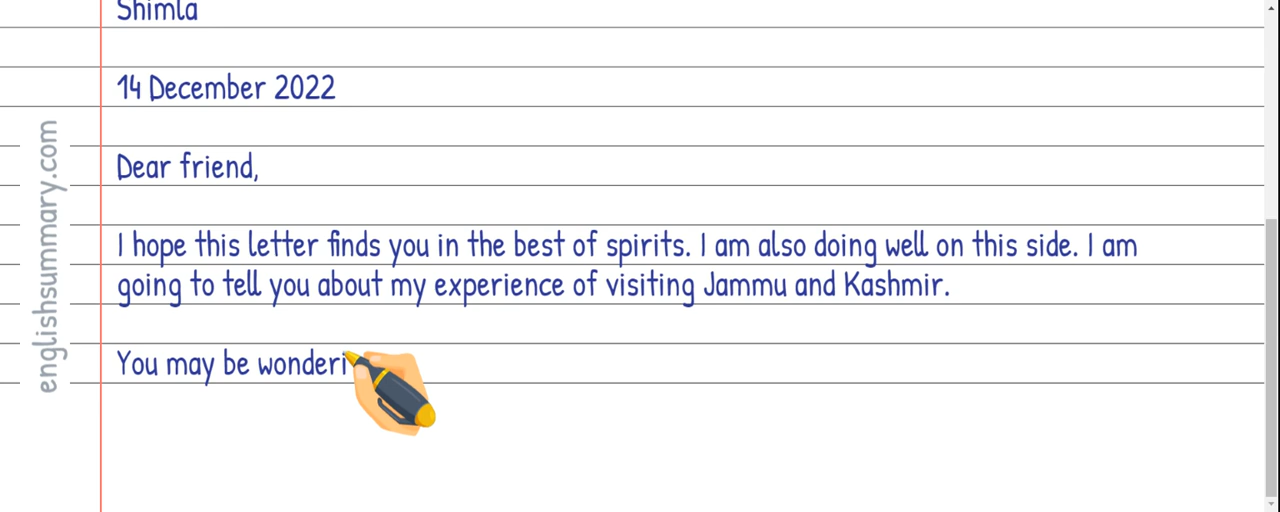 Shimla
14 December 2022
Dear friend,
I hope this letter finds you in the best of spirits. I am also doing well on this side. I am
going to tell you about my experience of visiting Jammu and Kashmir.
You may be wonderi
englishsummary.com